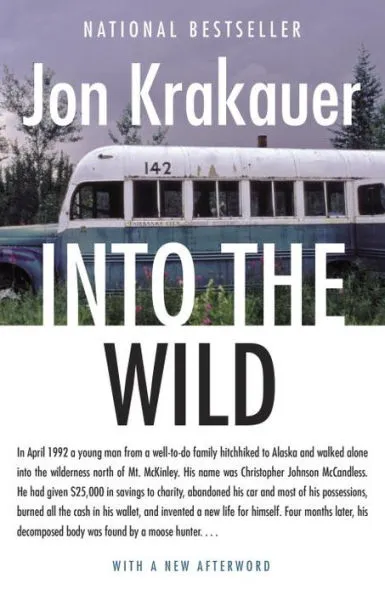 NATIONAL BESTSELLER
Jon Krakauer
142
FAIRBANKS CITY
INTO THE
WILD
In April 1992 a young man from a well-to-do family hitchhiked to Alaska and walked alone
into the wilderness north of Mt. McKinley. His name was Christopher Johnson McCandless.
He had given $25,000 in savings to charity, abandoned his car and most of his possessions,
burned all the cash in his wallet, and invented a new life for himself. Four months later, his
decomposed body was found by a moose hunter. . . .
WITH A NEW AFTERWORD